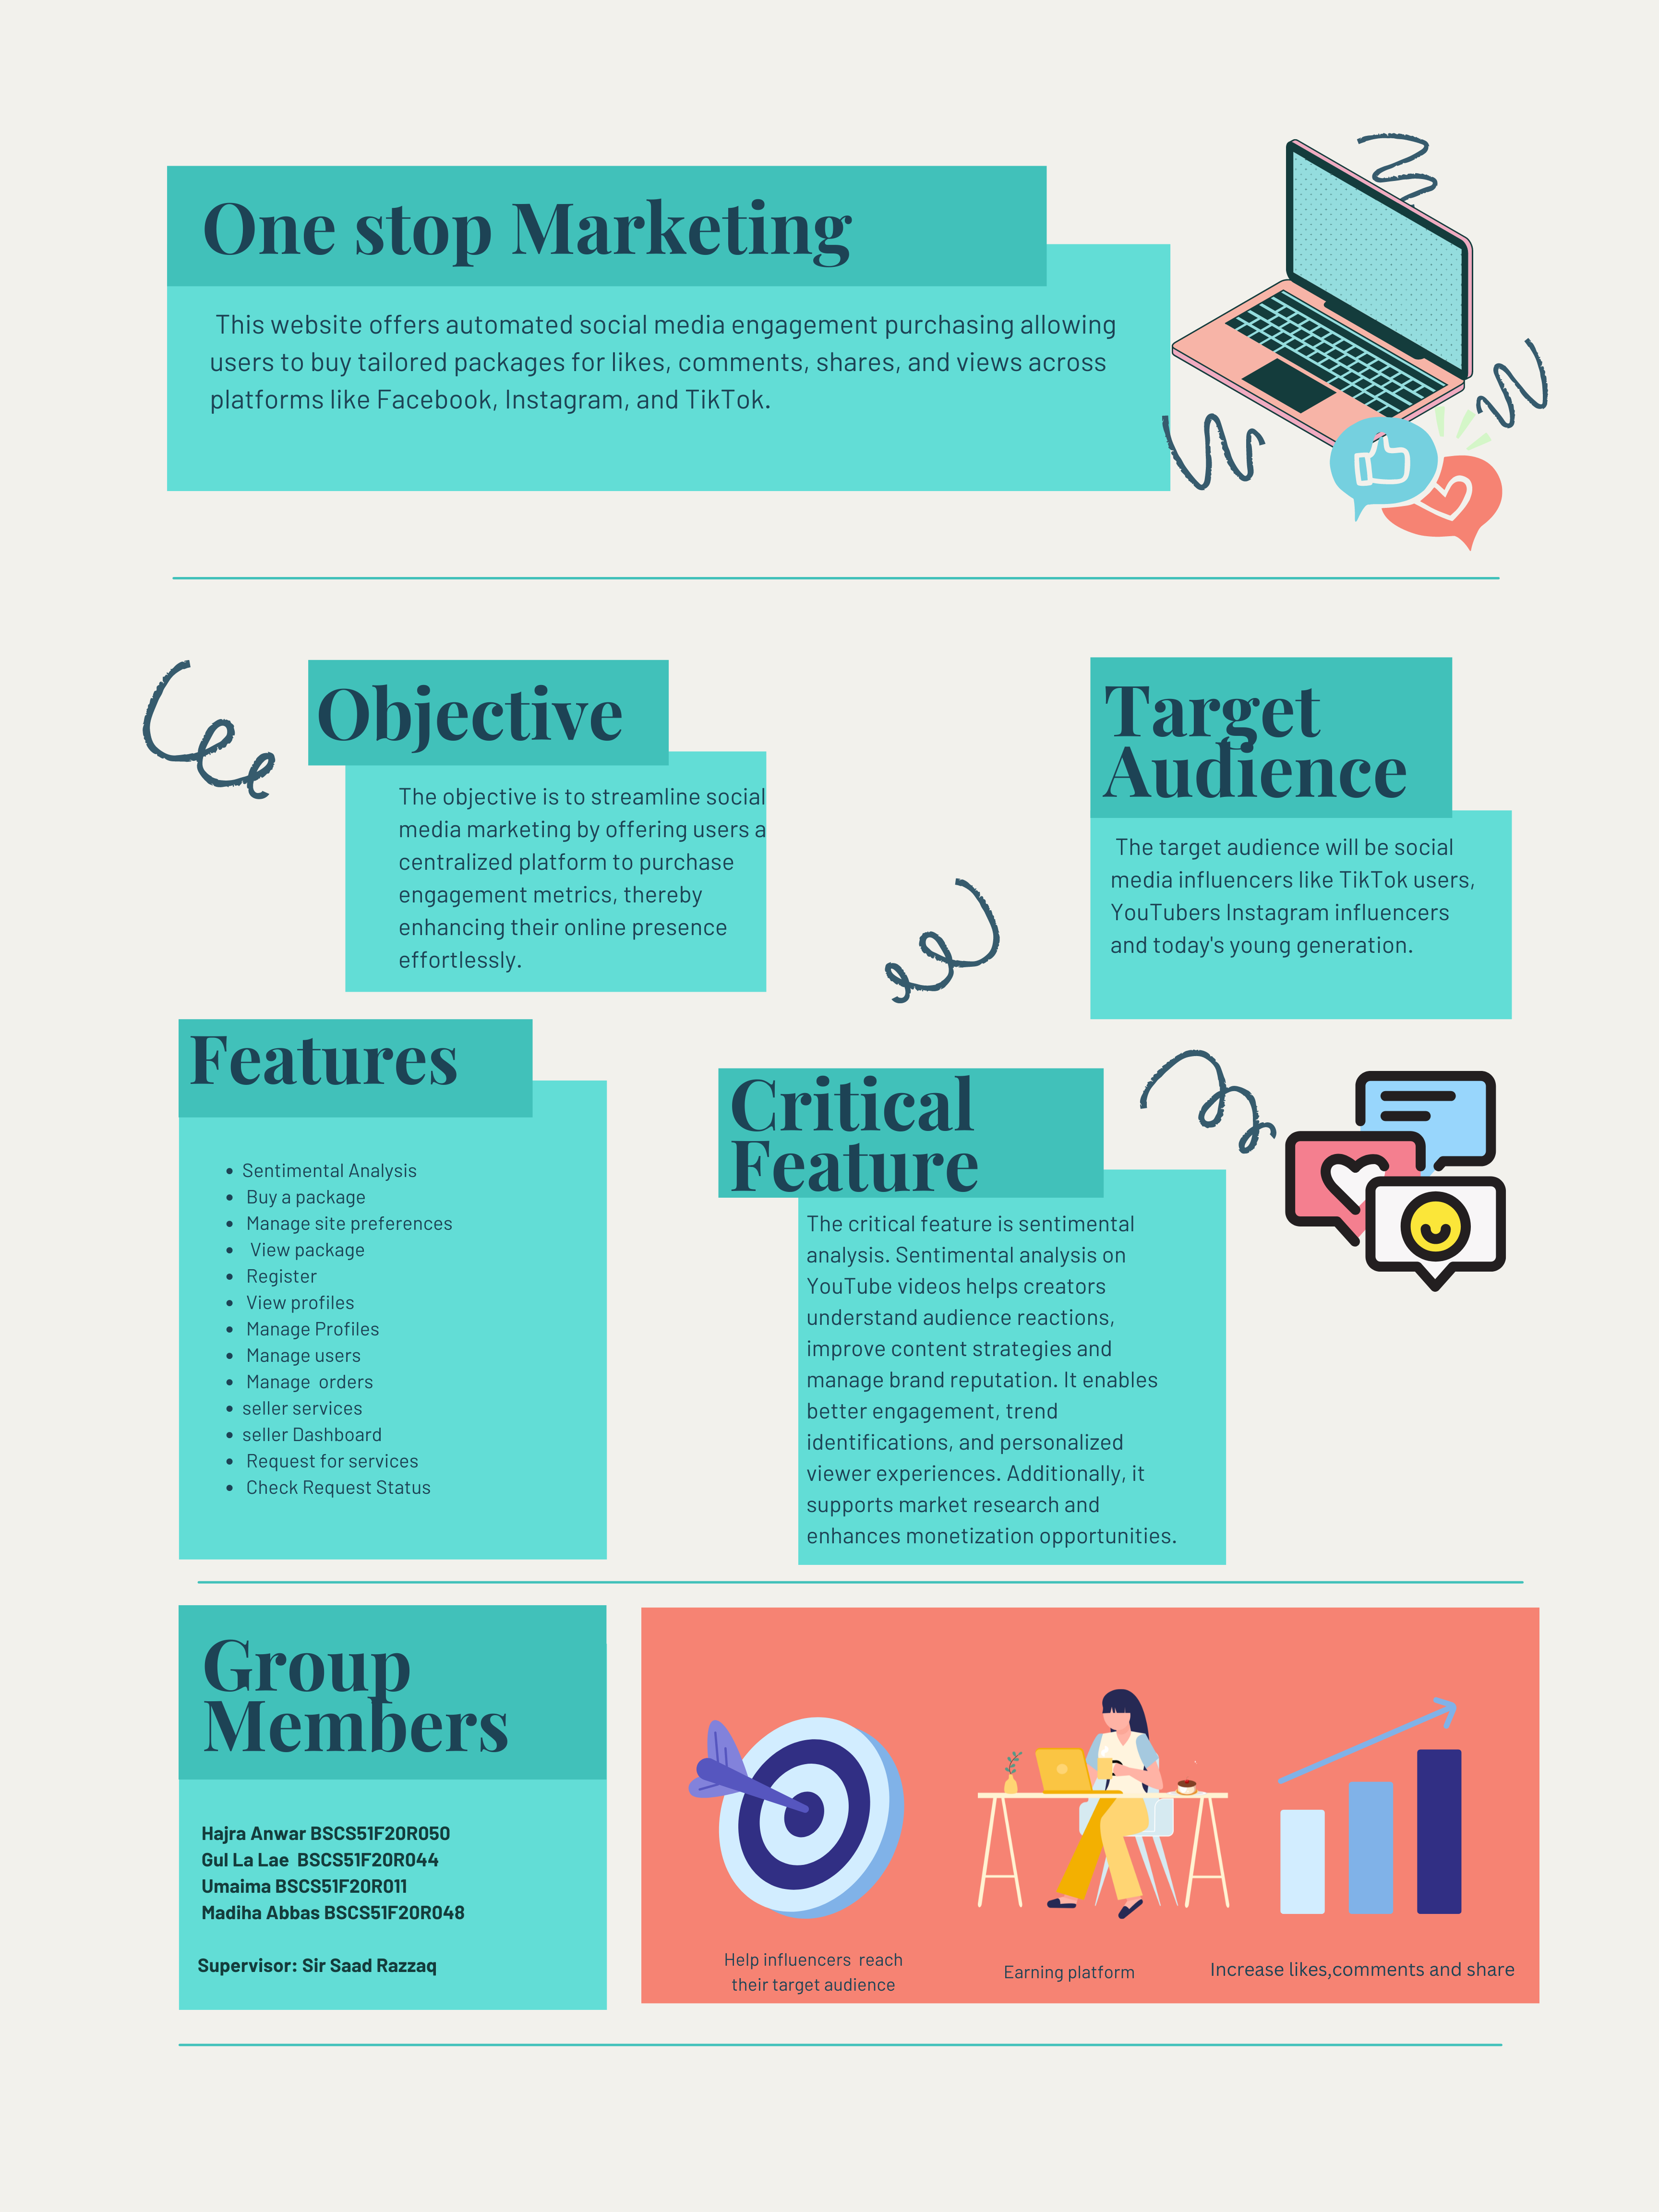 One stop Marketing
This website offers automated social media engagement purchasing allowing
users to buy tailored packages for likes, comments, shares, and views across
platforms like Facebook, Instagram, and TikTok.
Objective
The objective is to streamline social
media marketing by offering users a
centralized platform to purchase
engagement metrics, thereby
enhancing their online presence
effortlessly.
Target
Audience
The target audience will be social
media influencers like TikTok users,
YouTubers Instagram influencers
and today's young generation.
Features
• Sentimental Analysis
• Buy a package
• Manage site preferences
• View package
• Register
• View profiles
• Manage Profiles
• Manage users
• Manage orders
• seller services
• seller Dashboard
• Request for services
• Check Request Status
Critical
Feature
The critical feature is sentimental
analysis. Sentimental analysis on
YouTube videos helps creators
understand audience reactions,
improve content strategies and
manage brand reputation. It enables
better engagement, trend
identifications, and personalized
viewer experiences. Additionally, it
supports market research and
enhances monetization opportunities.
Group
Members
Hajra Anwar BSCS51F20R050
Gul La Lae BSCS51F20R044
Umaima BSCS51F20R011
Madiha Abbas BSCS51F20R048
Supervisor: Sir Saad Razzaq
Help influencers reach
their target audience
Earning platform
Increase likes,comments and share